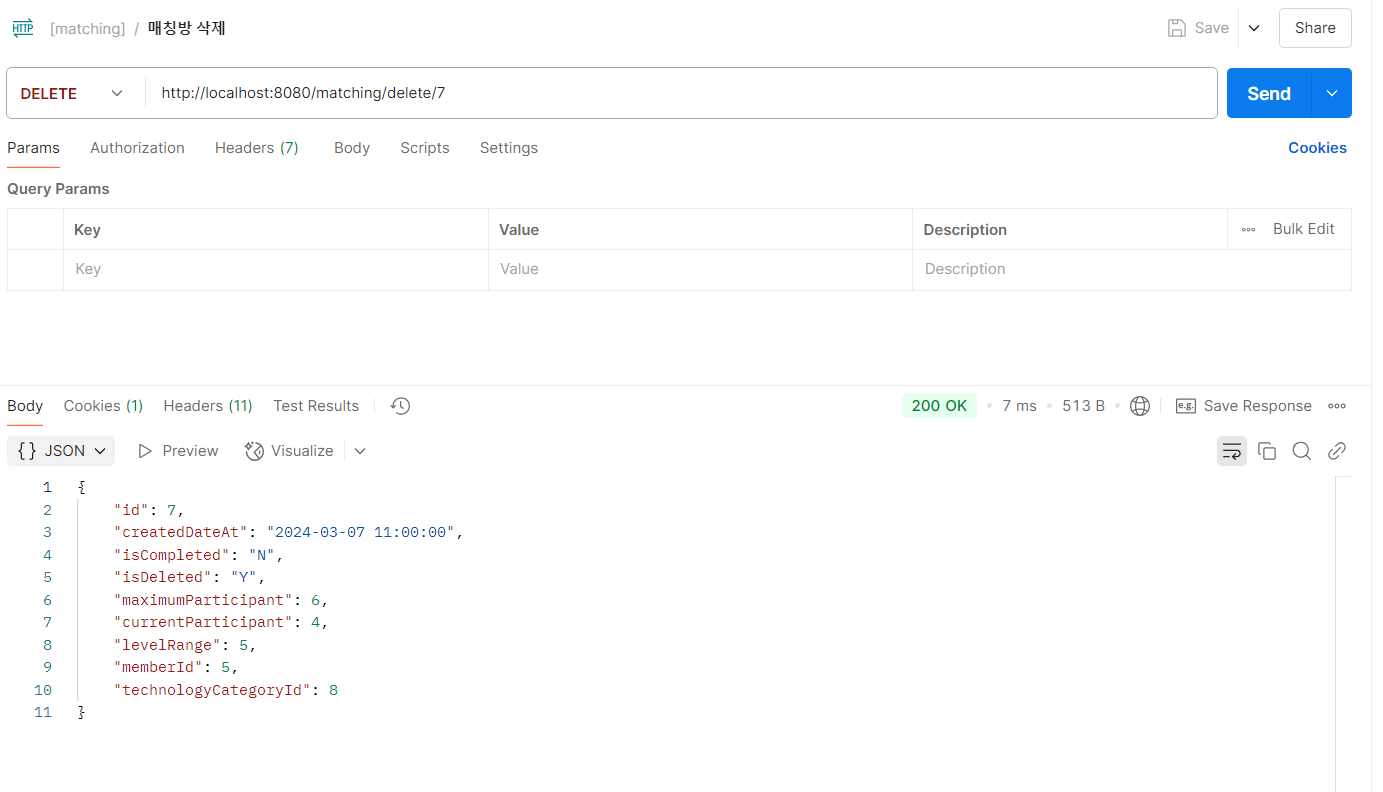 HTTP [matching] / 매칭방 삭제 Save Share
DELETE http://localhost:8080/matching/delete/7 Send
Params Authorization Headers (7) Body Scripts Settings Cookies
Query Params
Key Value Description Bulk Edit
Key Value Description
Body Cookies (1) Headers (11) Test Results 200 OK • 7 ms • 513 B • e.g. Save Response
{} JSON Preview Visualize
1 {
2 "id": 7,
3 "createdDateAt": "2024-03-07 11:00:00",
4 "isCompleted": "N",
5 "isDeleted": "Y",
6 "maximumParticipant": 6,
7 "currentParticipant": 4,
8 "levelRange": 5,
9 "memberId": 5,
10 "technologyCategoryId": 8
11 }